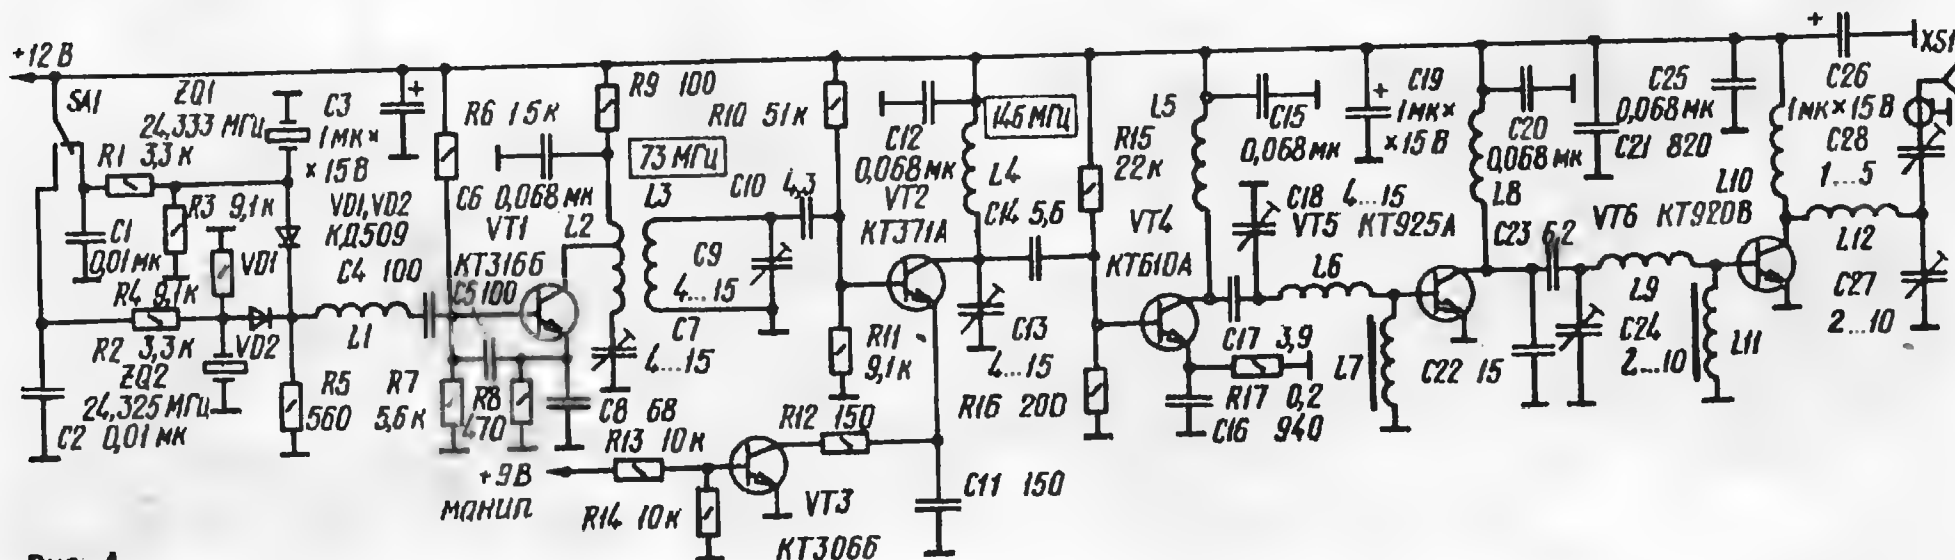 +12 В
SA1
ZQ1
24,333 МГц
C3
1 мк ×
× 15 В
R1 3,3 к
R3 9,1 к
C1
0,01 мк
VD1, VD2
КД509
VD1
R4 9,1 к
R2 3,3 к
VD2
ZQ2
24,325 МГц
C2 0,01 мк
C4 100
L1
R5
560
R6 15 к
C6 0,068 мк
VT1
КТ316Б
C5 100
R7
5,6 к
R8
470
R9 100
73 МГц
L2
L3
C7
4...15
C8 68
C9
4...15
C10 4,3
R10 51 к
C12
0,068 мк
VT2
КТ371А
146 МГц
L4
C14 5,6
R11
9,1 к
C13
4...15
R12 150
R13 10 к
+9 В
манип
R14 10 к
VT3
КТ306Б
C11 150
R15
22 к
R16 200
L5
C15
0,068 мк
VT4
КТ610А
C17
C18 4...15
3,9
R17 0,2
C16 940
L6
L7
C19
1 мк ×
× 15 В
VT5 КТ925А
L8
C20
0,068 мк
C21 820
C22 15
C23 6,2
C24
2...10
L9
L11
C25
0,068 мк
L10
VT6 КТ920В
C26
1 мк × 15 В
XS1
C28
1...5
L12
C27
2...10